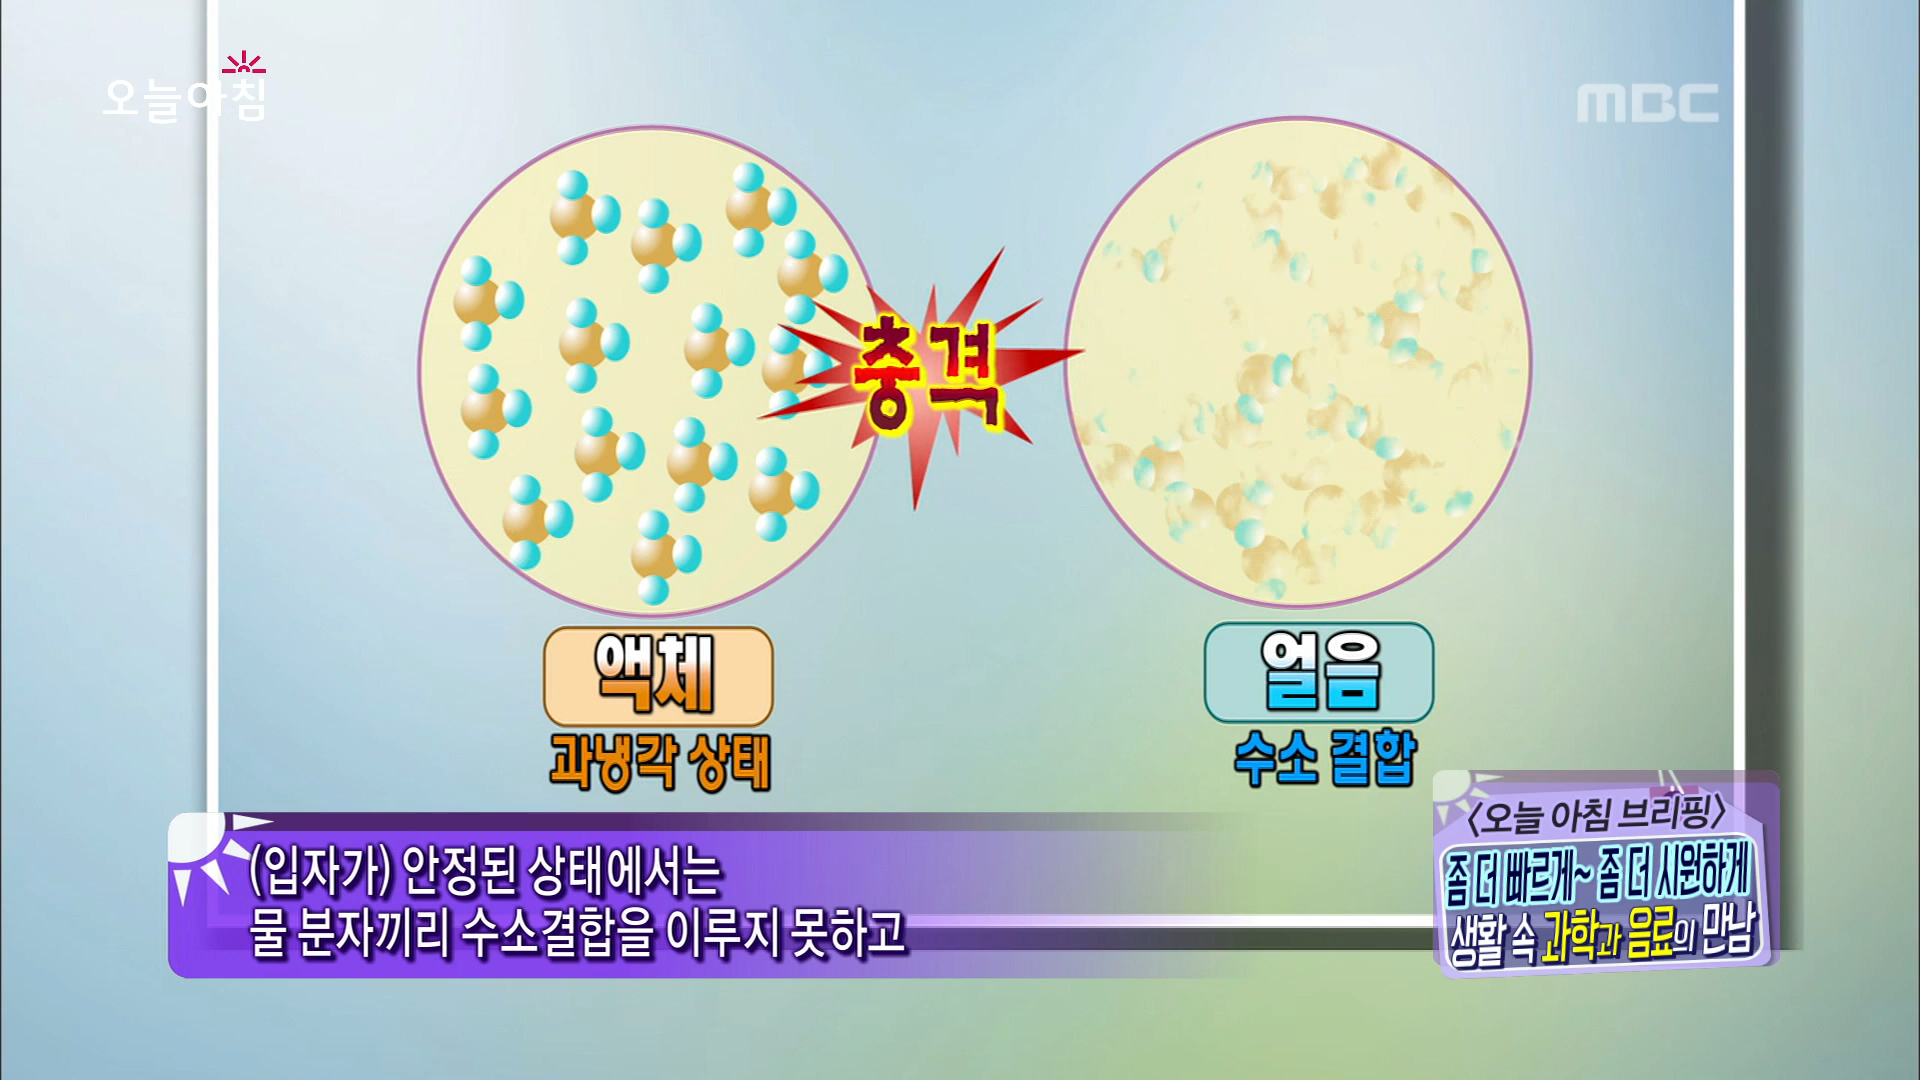 오늘아침
MBC
충격
액체
과냉각 상태
얼음
수소 결합
(입자가) 안정된 상태에서는
물 분자끼리 수소결합을 이루지 못하고
<오늘 아침 브리핑>
좀 더 빠르게~ 좀 더 시원하게
생활 속 과학과 음료의 만남